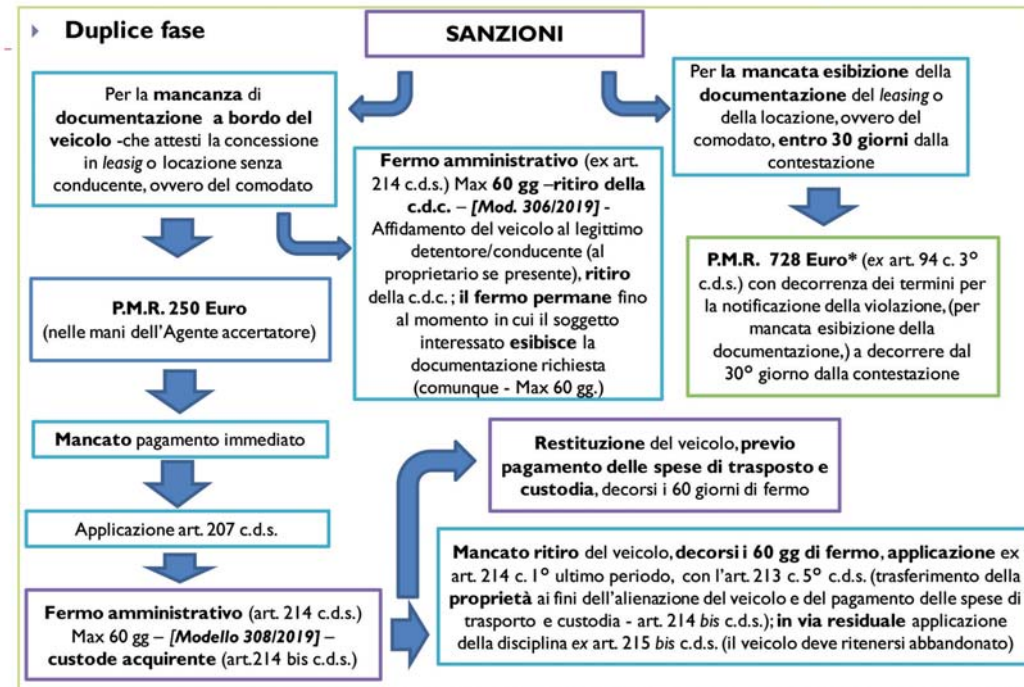 Duplice fase
SANZIONI
Per la mancanza di
documentazione a bordo del
veicolo -che attesti la concessione
in leasig o locazione senza
conducente, ovvero del comodato
Per la mancata esibizione della
documentazione del leasing o
della locazione, ovvero del
comodato, entro 30 giorni dalla
contestazione
Fermo amministrativo (ex art.
214 c.d.s.) Max 60 gg –ritiro della
c.d.c. – [Mod. 306/2019] -
Affidamento del veicolo al legittimo
detentore/conducente (al
proprietario se presente), ritiro
della c.d.c. ; il fermo permane fino
al momento in cui il soggetto
interessato esibisce la
documentazione richiesta
(comunque - Max 60 gg.)
P.M.R. 250 Euro
(nelle mani dell’Agente accertatore)
P.M.R. 728 Euro* (ex art. 94 c. 3°
c.d.s.) con decorrenza dei termini per
la notificazione della violazione, (per
mancata esibizione della
documentazione,) a decorrere dal
30° giorno dalla contestazione
Mancato pagamento immediato
Applicazione art. 207 c.d.s.
Restituzione del veicolo, previo
pagamento delle spese di trasposto e
custodia, decorsi i 60 giorni di fermo
Fermo amministrativo (art. 214 c.d.s.)
Max 60 gg – [Modello 308/2019] –
custode acquirente (art.214 bis c.d.s.)
Mancato ritiro del veicolo, decorsi i 60 gg di fermo, applicazione ex
art. 214 c. 1° ultimo periodo, con l’art. 213 c. 5° c.d.s. (trasferimento della
proprietà ai fini dell’alienazione del veicolo e del pagamento delle spese di
trasporto e custodia - art. 214 bis c.d.s.); in via residuale applicazione
della disciplina ex art. 215 bis c.d.s. (il veicolo deve ritenersi abbandonato)